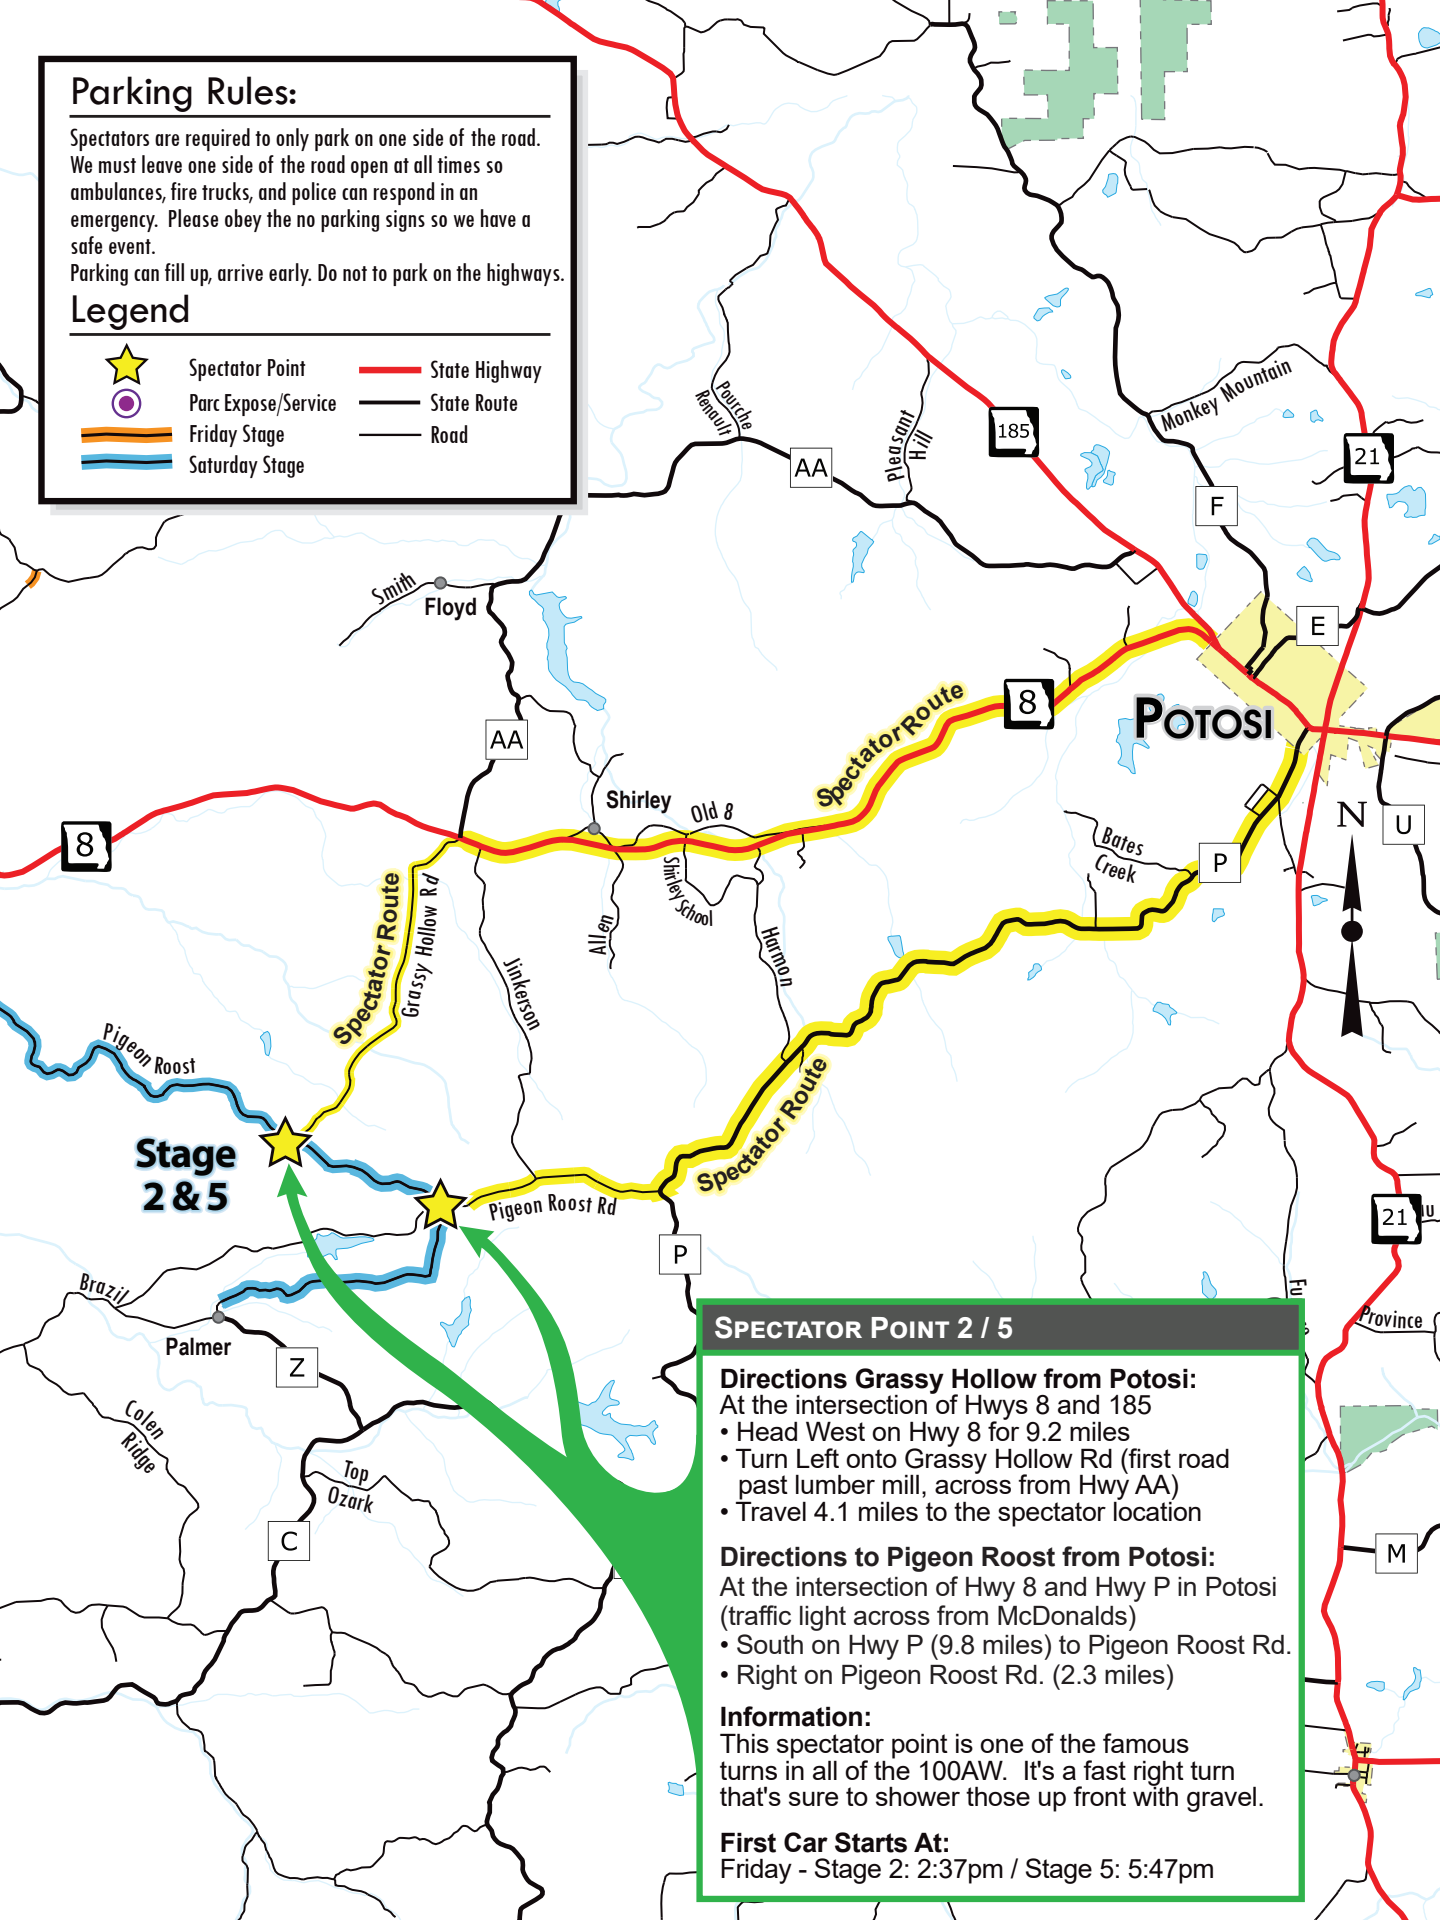 Parking Rules:
Spectators are required to only park on one side of the road.
We must leave one side of the road open at all times so
ambulances, fire trucks, and police can respond in an
emergency.  Please obey the no parking signs so we have a
safe event.
Parking can fill up, arrive early. Do not to park on the highways.
Legend
Spectator Point
State Highway
Parc Expose/Service
State Route
Friday Stage
Road
Saturday Stage
Pourche
Renault
Pleasant
Hill
185
Monkey Mountain
21
AA
F
Smith
Floyd
E
Spectator Route
8
POTOSI
AA
Shirley
Old 8
N
U
8
Bates
Creek
P
Spectator Route
Grassy Hollow Rd
Shirley School
Allen
Harmon
Jinkerson
Pigeon Roost
Spectator Route
Stage
2 & 5
Pigeon Roost Rd
21
P
Brazil
Palmer
Z
Province
Colen
Ridge
Top
Ozark
C
M
SPECTATOR POINT 2 / 5
Directions Grassy Hollow from Potosi:
At the intersection of Hwys 8 and 185
• Head West on Hwy 8 for 9.2 miles
• Turn Left onto Grassy Hollow Rd (first road
past lumber mill, across from Hwy AA)
• Travel 4.1 miles to the spectator location
Directions to Pigeon Roost from Potosi:
At the intersection of Hwy 8 and Hwy P in Potosi
(traffic light across from McDonalds)
• South on Hwy P (9.8 miles) to Pigeon Roost Rd.
• Right on Pigeon Roost Rd. (2.3 miles)
Information:
This spectator point is one of the famous
turns in all of the 100AW.  It's a fast right turn
that's sure to shower those up front with gravel.
First Car Starts At:
Friday - Stage 2: 2:37pm / Stage 5: 5:47pm